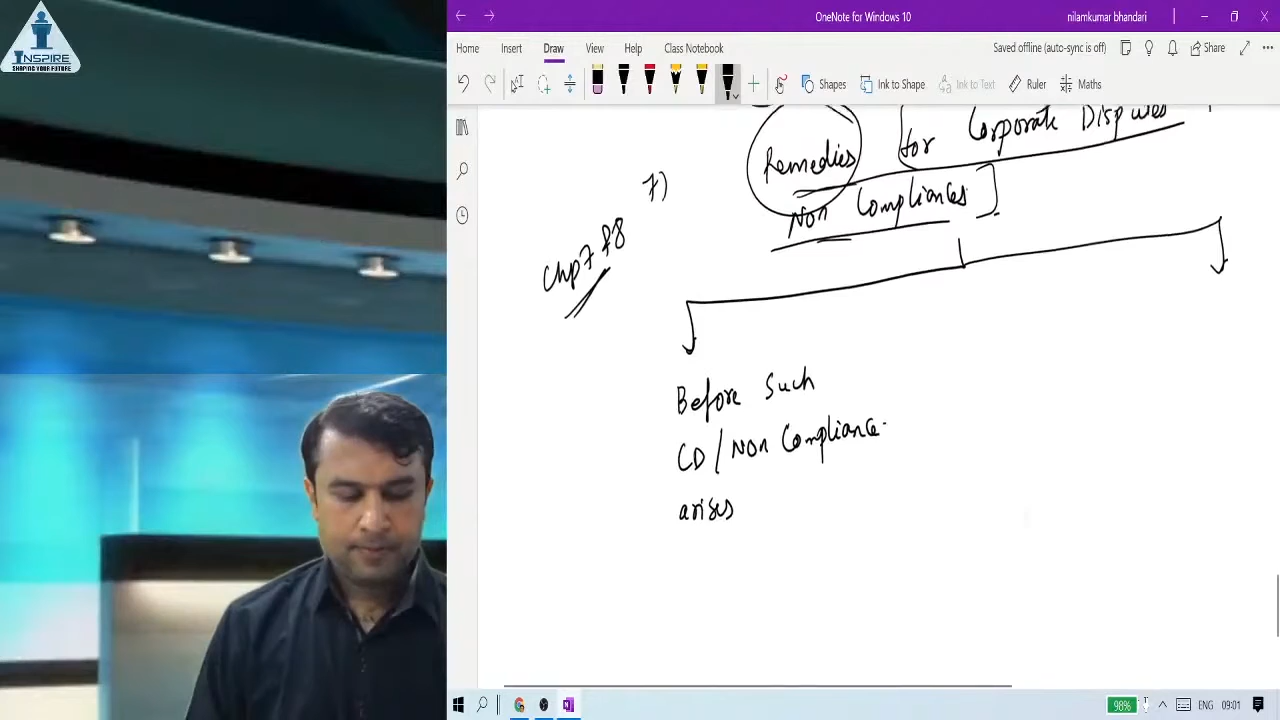 INSPIRE
SHAPING YOUR FUTURE
OneNote for Windows 10
nilamkumar bhandari
Home Insert Draw View Help Class Notebook
Saved offline (auto-sync is off)
Share
Shapes Ink to Shape Ink to Text Ruler Maths
Remedies for Corporate Disputes
7)
Non Compliances]
Chp 7 & 8
Before Such
CD/Non Compliance
arises
98%
ENG 09:01